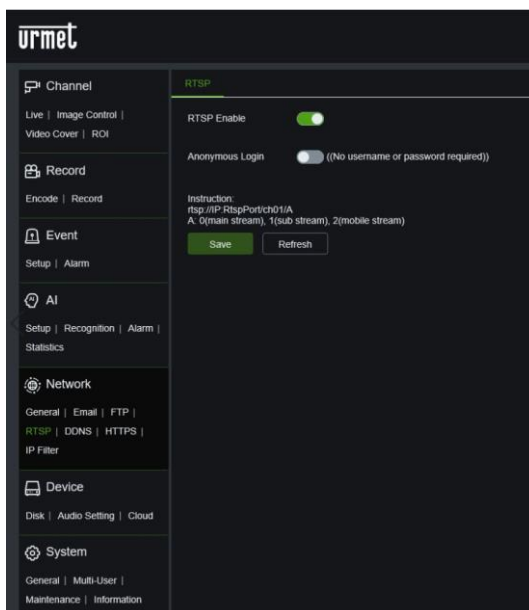 urmet
Channel
Live | Image Control |
Video Cover | ROI
Record
Encode | Record
Event
Setup | Alarm
AI
Setup | Recognition | Alarm |
Statistics
Network
General | Email | FTP |
RTSP | DDNS | HTTPS |
IP Filter
Device
Disk | Audio Setting | Cloud
System
General | Multi-User |
Maintenance | Information
RTSP
RTSP Enable
Anonymous Login ((No username or password required))
Instruction:
rtsp://IP:RtspPort/ch01/A
A: 0(main stream), 1(sub stream), 2(mobile stream)
Save Refresh